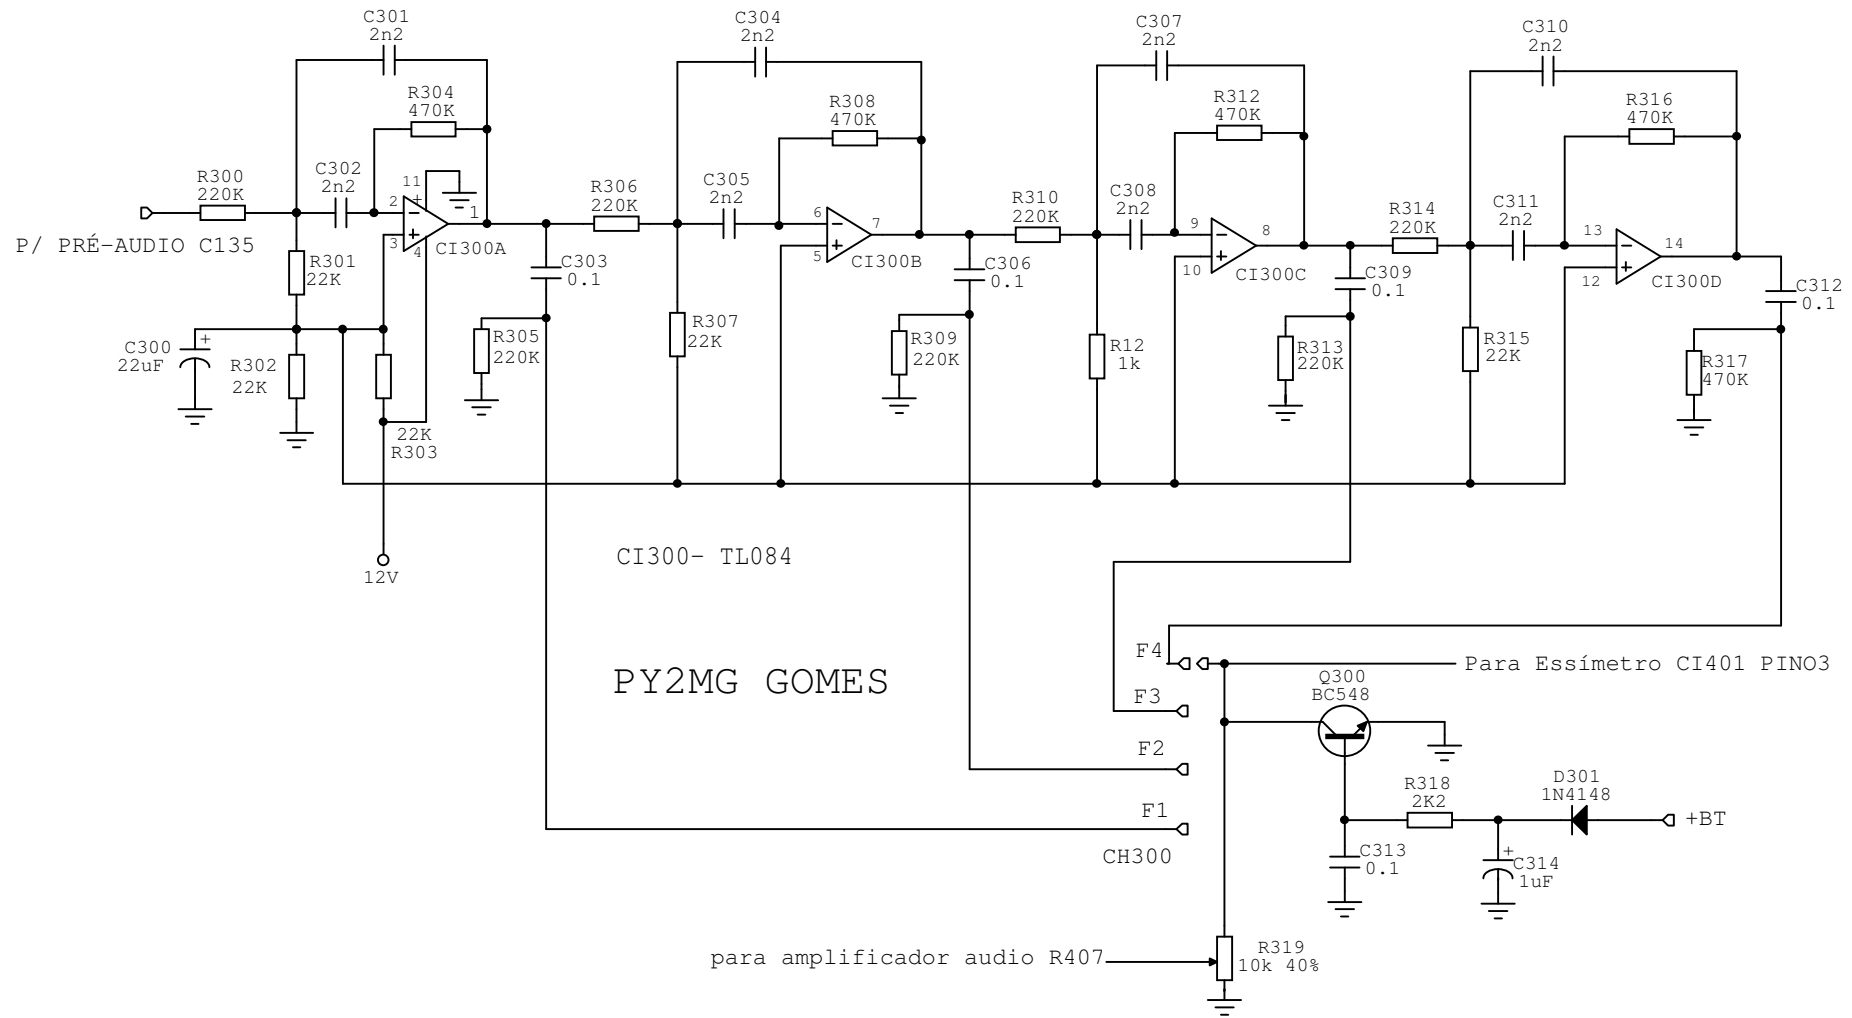 C301
2n2
C304
2n2
C307
2n2
C310
2n2
R304
470K
R308
470K
R312
470K
R316
470K
R300
220K
C302
2n2
11
+
2
−
3
+
4
1
CI300A
P/ PRÉ−AUDIO C135
R306
220K
C305
2n2
6
−
5
+
7
CI300B
R310
220K
C308
2n2
9
−
10
+
8
CI300C
R314
220K
C311
2n2
13
−
12
+
14
CI300D
R301
22K
C303
0.1
C306
0.1
C309
0.1
C312
0.1
C300
22uF
+
R302
22K
22K
R303
R305
220K
R307
22K
R309
220K
R12
1k
R313
220K
R315
22K
R317
470K
12V
CI300− TL084
PY2MG GOMES
F4
Para Essímetro CI401 PINO3
F3
F2
F1
CH300
Q300
BC548
R318
2K2
D301
1N4148
+BT
C313
0.1
+
C314
1uF
para amplificador audio R407
R319
10k 40%